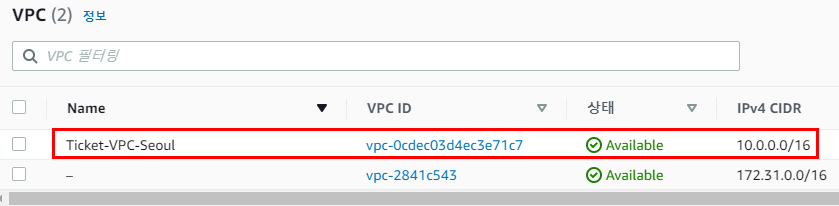 VPC (2) 정보
VPC 필터링
Name VPC ID 상태 IPv4 CIDR
Ticket-VPC-Seoul vpc-0cdec03d4ec3e71c7 Available 10.0.0.0/16
– vpc-2841c543 Available 172.31.0.0/16